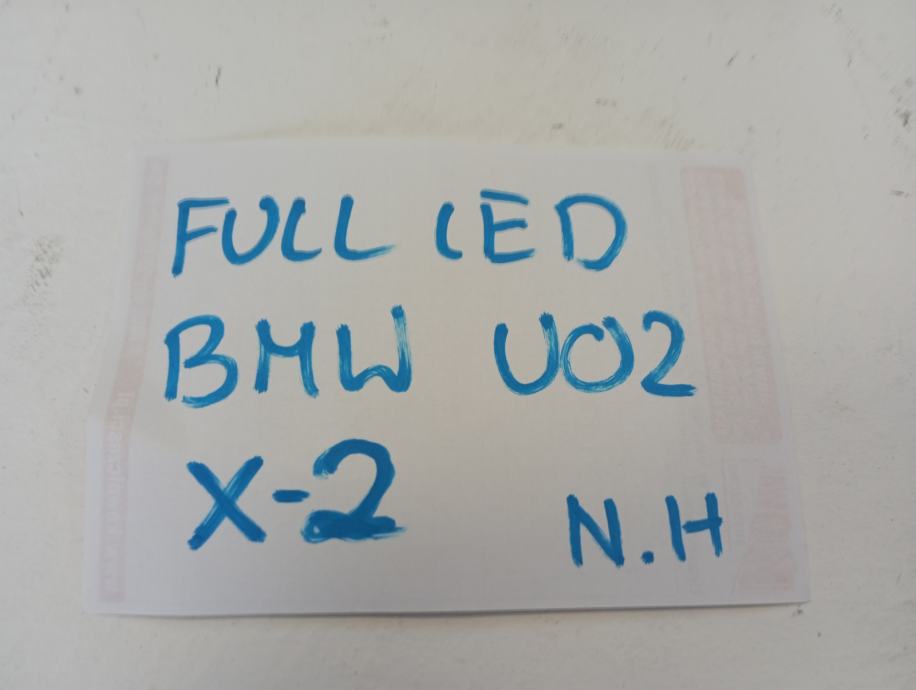 FULL LED
BMW U02
X-2
N.H